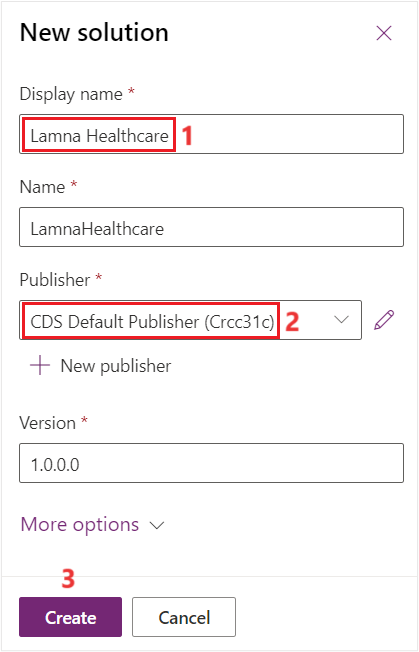 New solution
Display name *
Lamna Healthcare 1
Name *
LamnaHealthcare
Publisher *
CDS Default Publisher (Crcc31c) 2
New publisher
Version *
1.0.0.0
More options
3
Create Cancel